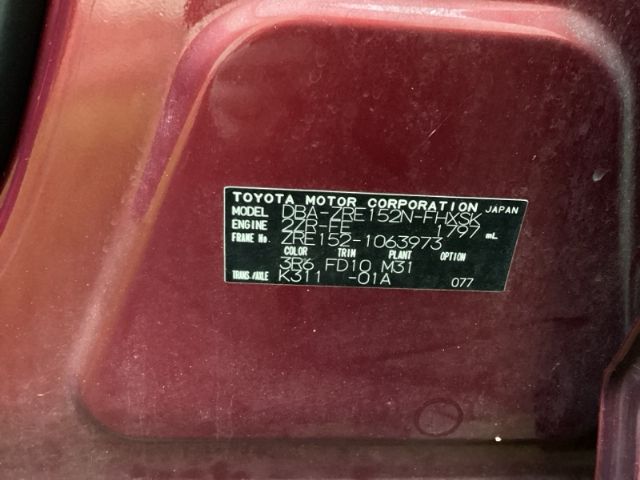 TOYOTA MOTOR CORPORATION JAPAN
MODEL DBA-ZRE152N-FHXSK
ENGINE 2ZR-FE 1797 mL
FRAME No. ZRE152-1063973
COLOR TRIM PLANT OPTION
3R6 FD10 M31
TRANS./AXLE K311 -01A 077